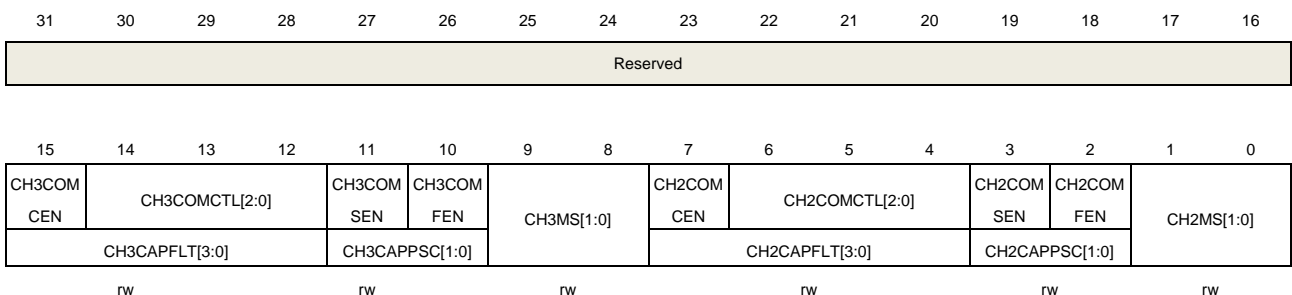 31 30 29 28 27 26 25 24 23 22 21 20 19 18 17 16
Reserved
15 14 13 12 11 10 9 8 7 6 5 4 3 2 1 0
CH3COM CEN CH3COMCTL[2:0] CH3COM SEN CH3COM FEN CH3MS[1:0] CH2COM CEN CH2COMCTL[2:0] CH2COM SEN CH2COM FEN CH2MS[1:0]
CH3CAPFLT[3:0] CH3CAPPSC[1:0] CH2CAPFLT[3:0] CH2CAPPSC[1:0]
rw rw rw rw rw rw